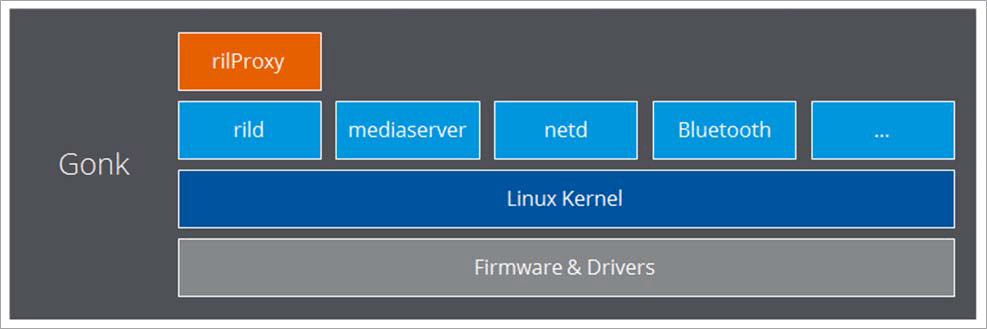 rilProxy
rild
mediaserver
netd
Bluetooth
...
Gonk
Linux Kernel
Firmware & Drivers